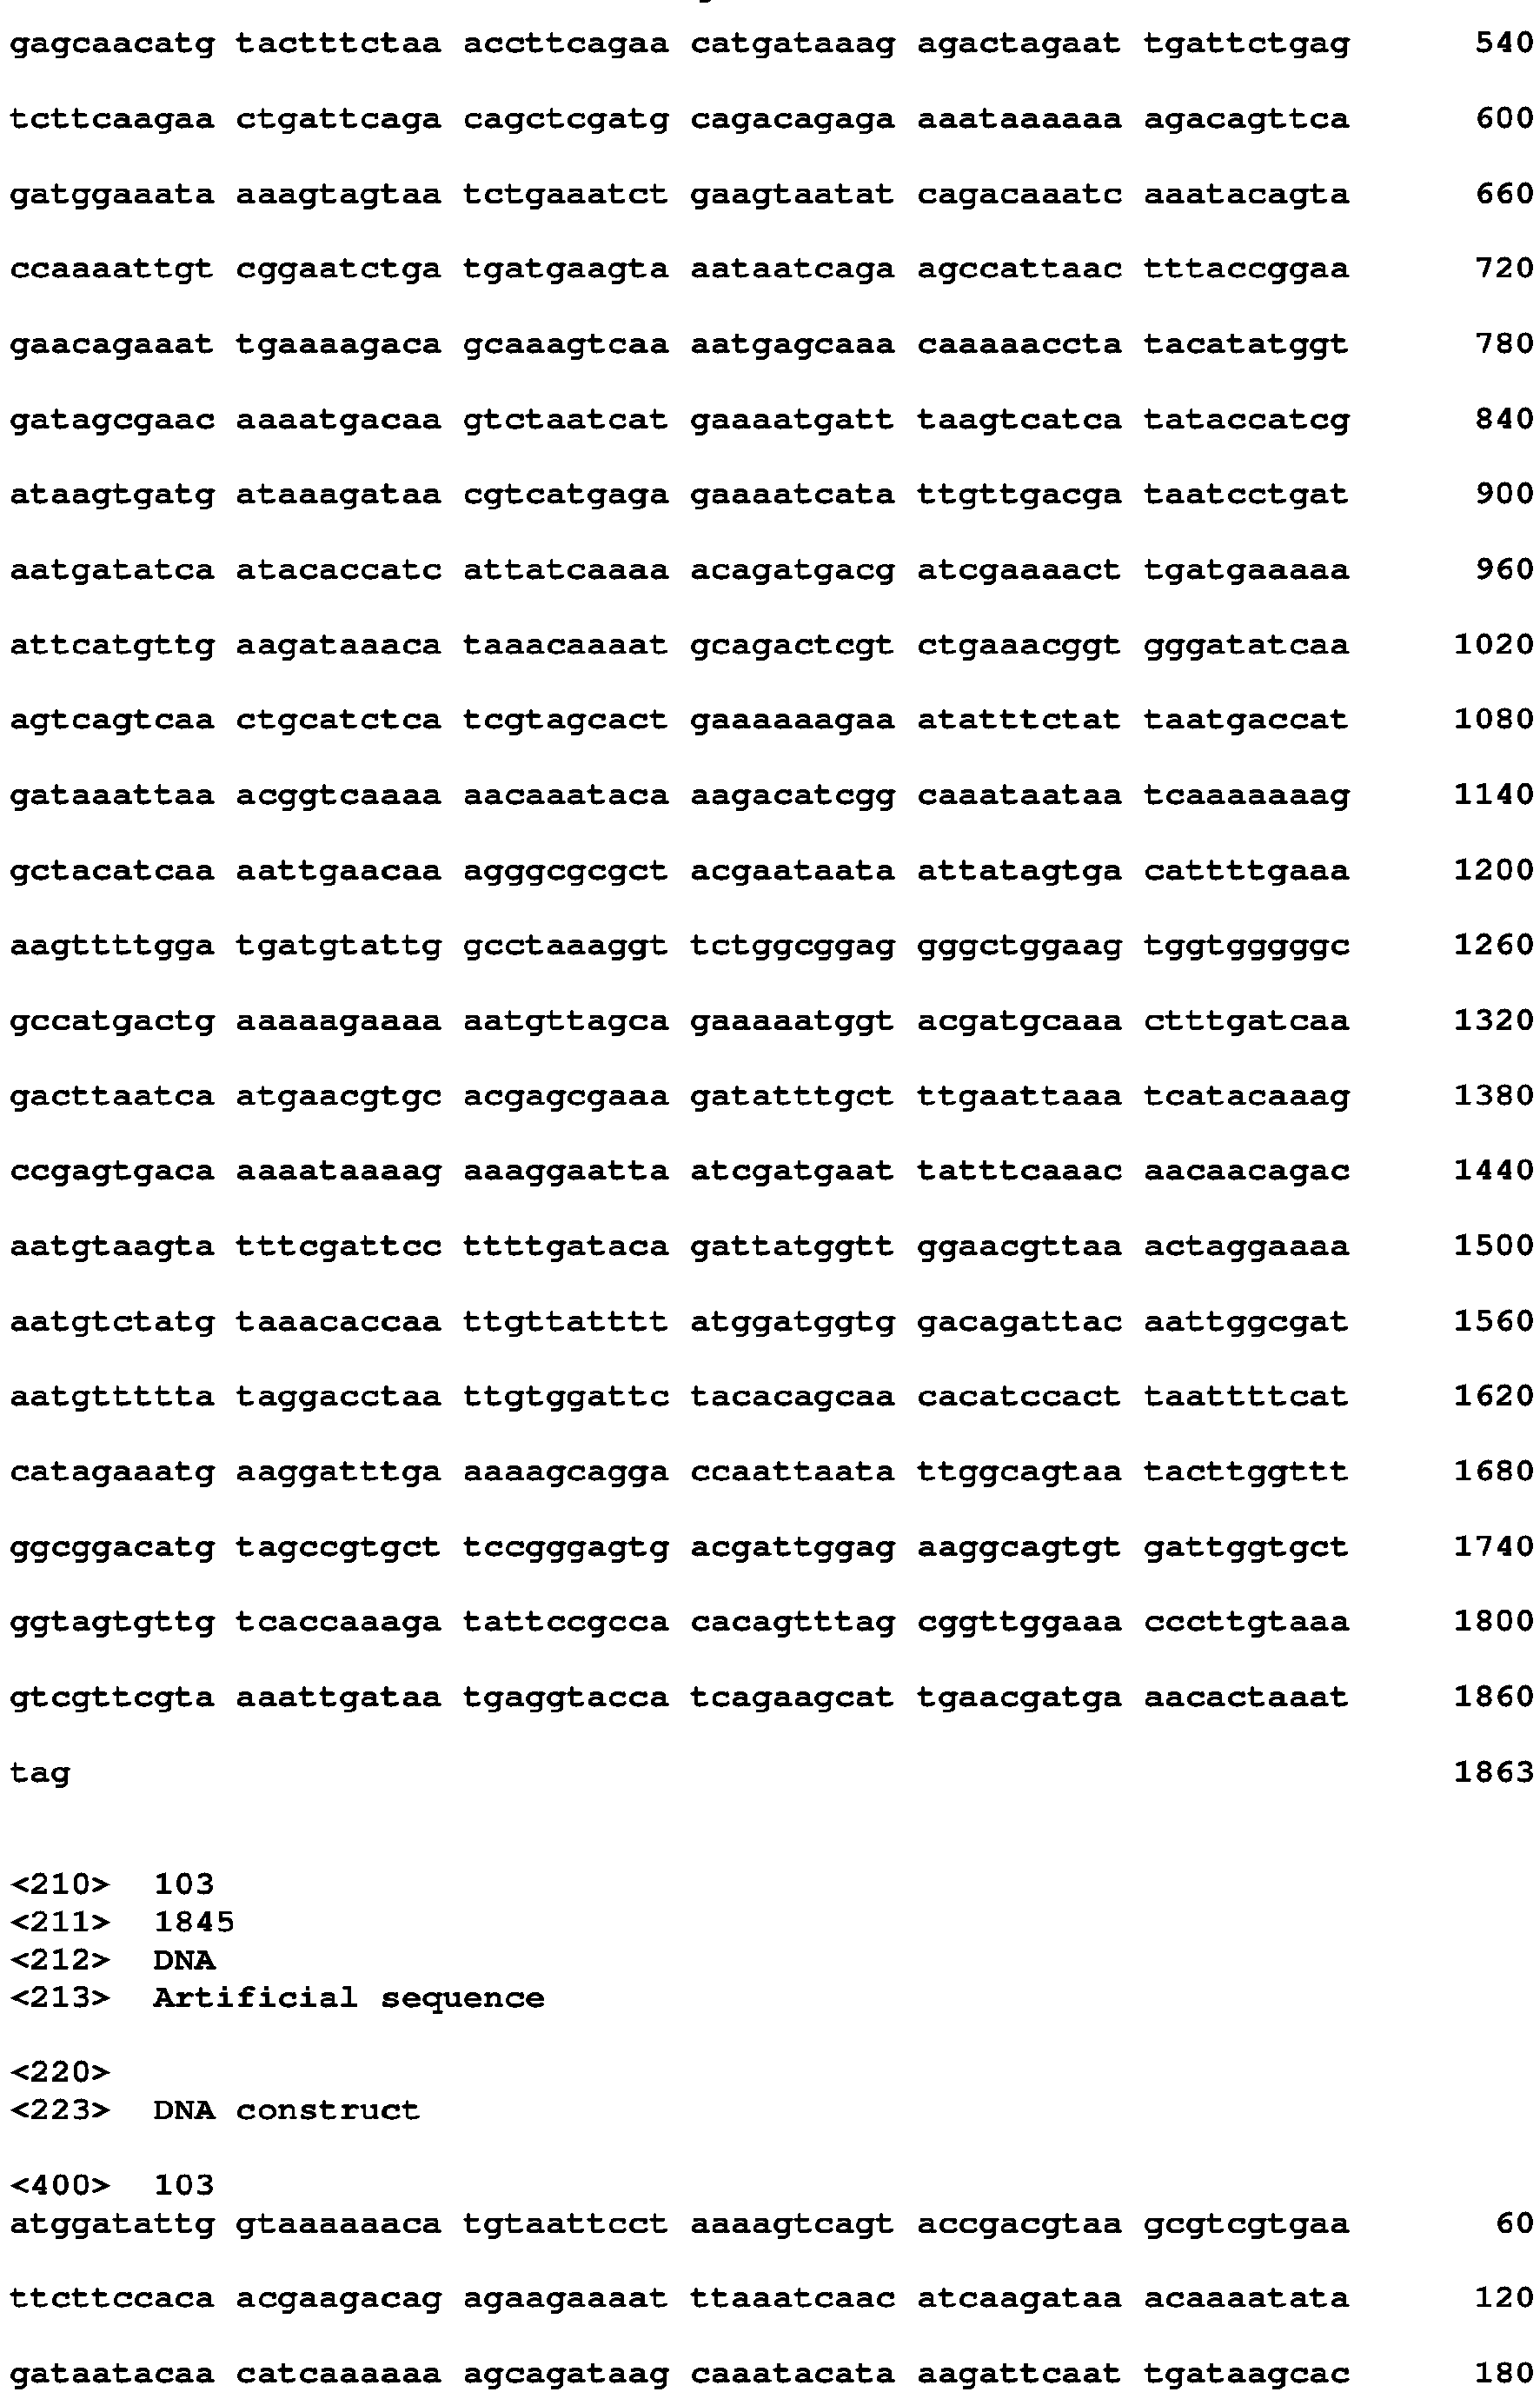 gagcaacatg tactttctaa accttcagaa catgataaag agactagaat tgattctgag 540
tcttcaagaa ctgattcaga cagctcgatg cagacagaga aaataaaaaa agacagttca 600
gatggaaata aaagtagtaa tctgaaatct gaagtaatat cagacaaatc aaatacagta 660
ccaaaattgt cggaatctga tgatgaagta aataatcaga agccattaac tttaccggaa 720
gaacagaaat tgaaaagaca gcaaagtcaa aatgagcaaa caaaaaccta tacatatggt 780
gatagcgaac aaaatgacaa gtctaatcat gaaaatgatt taagtcatca tataccatcg 840
ataagtgatg ataaagataa cgtcatgaga gaaaatcata ttgttgacga taatcctgat 900
aatgatatca atacaccatc attatcaaaa acagatgacg atcgaaaact tgatgaaaaa 960
attcatgttg aagataaaca taaacaaaat gcagactcgt ctgaaacggt gggatatcaa 1020
agtcagtcaa ctgcatctca tcgtagcact gaaaaaagaa atatttctat taatgaccat 1080
gataaattaa acggtcaaaa aacaaataca aagacatcgg caaataataa tcaaaaaaag 1140
gctacatcaa aattgaacaa agggcgcgct acgaataata attatagtga cattttgaaa 1200
aagttttgga tgatgtattg gcctaaaggt tctggcggag gggctggaag tggtgggggc 1260
gccatgactg aaaaagaaaa aatgttagca gaaaaatggt acgatgcaaa ctttgatcaa 1320
gacttaatca atgaacgtgc acgagcgaaa gatatttgct ttgaattaaa tcatacaaag 1380
ccgagtgaca aaaataaaag aaaggaatta atcgatgaat tatttcaaac aacaacagac 1440
aatgtaagta tttcgattcc ttttgataca gattatggtt ggaacgttaa actaggaaaa 1500
aatgtctatg taaacaccaa ttgttatttt atggatggtg gacagattac aattggcgat 1560
aatgttttta taggacctaa ttgtggattc tacacagcaa cacatccact taattttcat 1620
catagaaatg aaggatttga aaaagcagga ccaattaata ttggcagtaa tacttggttt 1680
ggcggacatg tagccgtgct tccgggagtg acgattggag aaggcagtgt gattggtgct 1740
ggtagtgttg tcaccaaaga tattccgcca cacagtttag cggttggaaa cccttgtaaa 1800
gtcgttcgta aaattgataa tgaggtacca tcagaagcat tgaacgatga aacactaaat 1860
tag 1863
<210> 103
<211> 1845
<212> DNA
<213> Artificial sequence
<220>
<223> DNA construct
<400> 103
atggatattg gtaaaaaaca tgtaattcct aaaagtcagt accgacgtaa gcgtcgtgaa 60
ttcttccaca acgaagacag agaagaaaat ttaaatcaac atcaagataa acaaaatata 120
gataatacaa catcaaaaaa agcagataag caaatacata aagattcaat tgataagcac 180